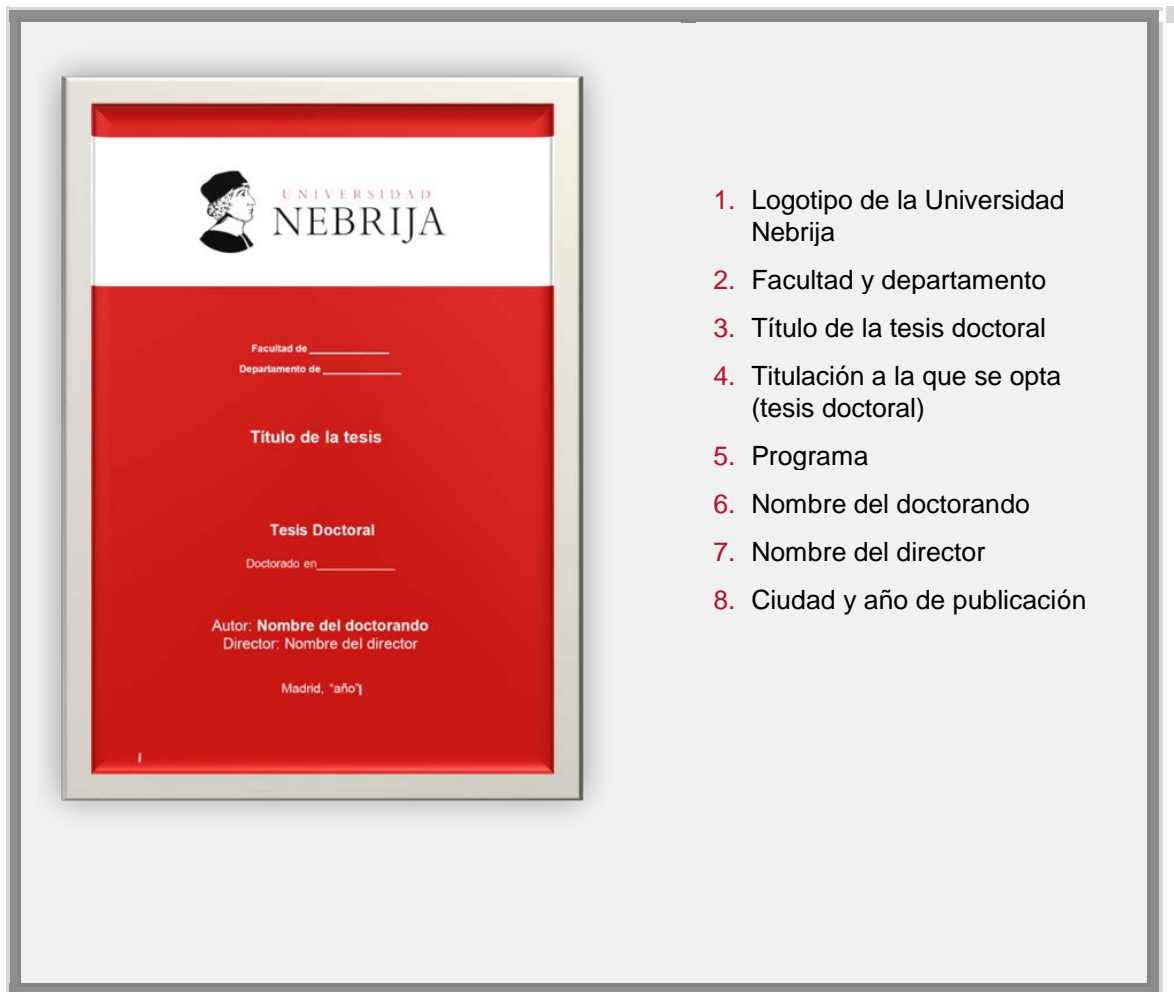 UNIVERSIDAD
NEBRIJA
Facultad de ____________
Departamento de ____________
Título de la tesis
Tesis Doctoral
Doctorado en____________
Autor: Nombre del doctorando
Director: Nombre del director
Madrid, “año”
1. Logotipo de la Universidad
Nebrija
2. Facultad y departamento
3. Título de la tesis doctoral
4. Titulación a la que se opta
(tesis doctoral)
5. Programa
6. Nombre del doctorando
7. Nombre del director
8. Ciudad y año de publicación